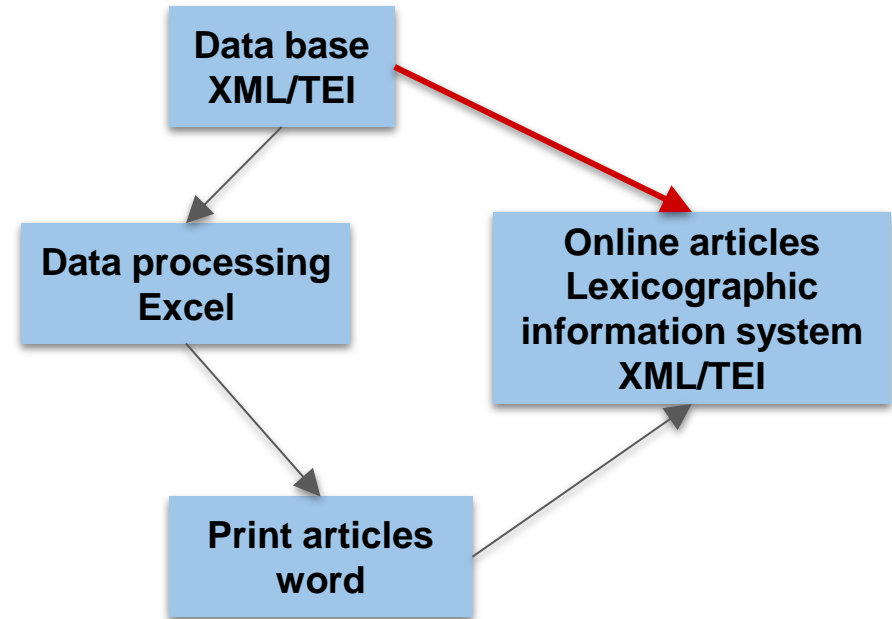 Data base
XML/TEI
Data processing
Excel
Online articles
Lexicographic
information system
XML/TEI
Print articles
word